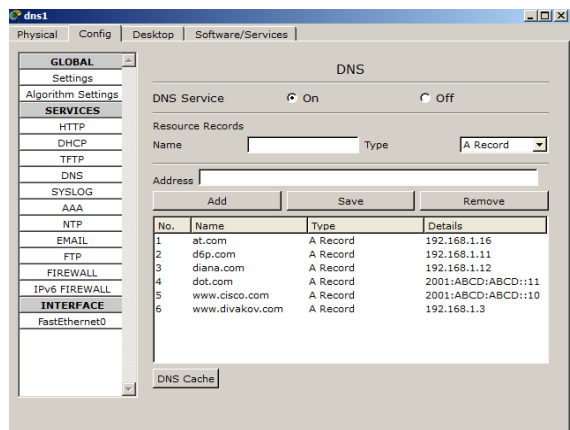 dns1
Physical Config Desktop Software/Services
GLOBAL
Settings
Algorithm Settings
SERVICES
HTTP
DHCP
TFTP
DNS
SYSLOG
AAA
NTP
EMAIL
FTP
FIREWALL
IPv6 FIREWALL
INTERFACE
FastEthernet0
DNS
DNS Service On Off
Resource Records
Name Type A Record
Address
Add Save Remove
No. Name Type Details
1 at.com A Record 192.168.1.16
2 d6p.com A Record 192.168.1.11
3 diana.com A Record 192.168.1.12
4 dot.com A Record 2001:ABCD:ABCD::11
5 www.cisco.com A Record 2001:ABCD:ABCD::10
6 www.divakov.com A Record 192.168.1.3
DNS Cache